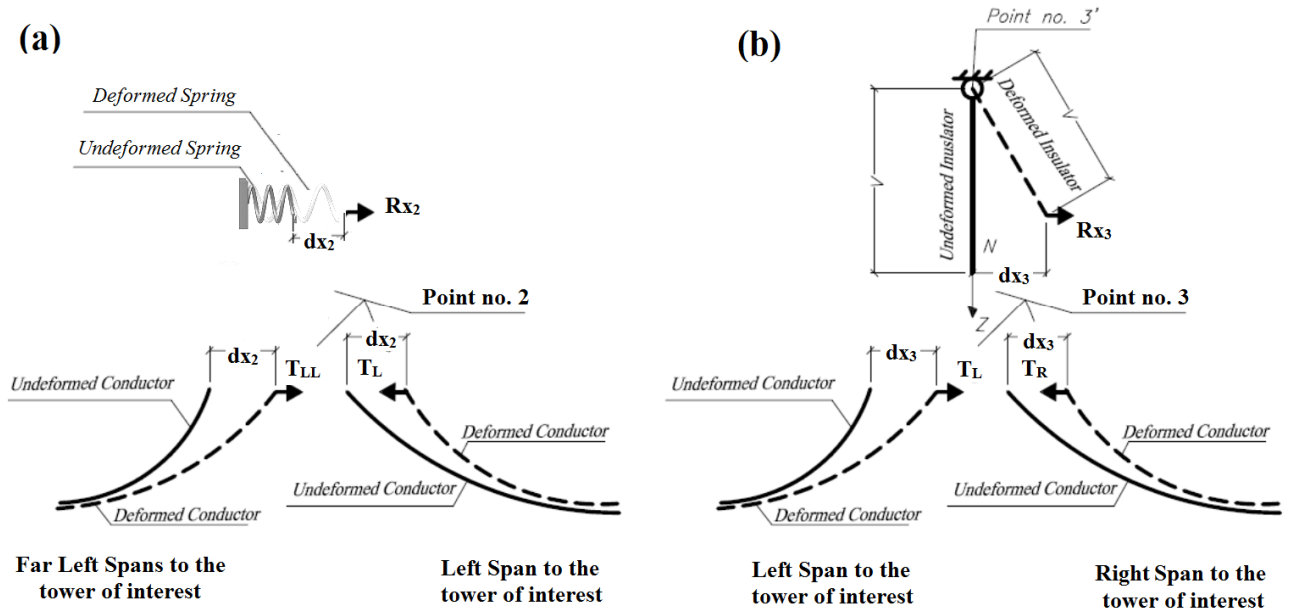 (a)
Deformed Spring
Undeformed Spring
Rx2
dx2
Point no. 2
dx2
dx2
TLL
TL
Undeformed Conductor
Deformed Conductor
Undeformed Conductor
Deformed Conductor
Far Left Spans to the
tower of interest
Left Span to the
tower of interest
(b)
Point no. 3'
V
Undeformed Inuslator
Deformed Insulator
V
Rx3
N
dx3
Z
Point no. 3
dx3
dx3
TL
TR
Undeformed Conductor
Deformed Conductor
Undeformed Conductor
Deformed Conductor
Left Span to the
tower of interest
Right Span to the
tower of interest